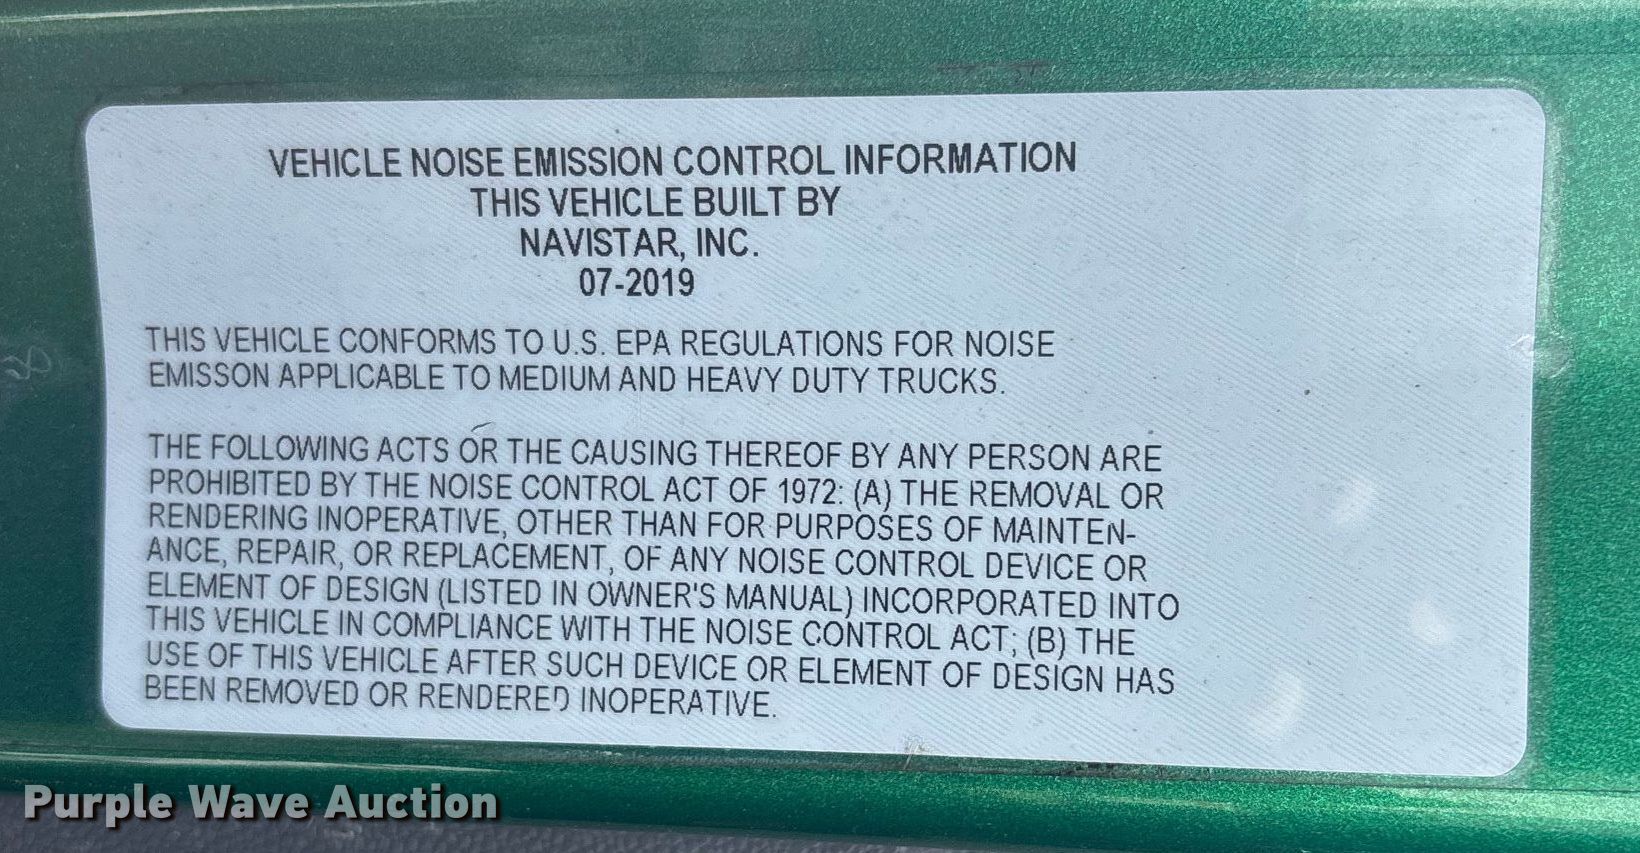 VEHICLE NOISE EMISSION CONTROL INFORMATION
THIS VEHICLE BUILT BY
NAVISTAR, INC.
07-2019
THIS VEHICLE CONFORMS TO U.S. EPA REGULATIONS FOR NOISE
EMISSON APPLICABLE TO MEDIUM AND HEAVY DUTY TRUCKS.
THE FOLLOWING ACTS OR THE CAUSING THEREOF BY ANY PERSON ARE
PROHIBITED BY THE NOISE CONTROL ACT OF 1972: (A) THE REMOVAL OR
RENDERING INOPERATIVE, OTHER THAN FOR PURPOSES OF MAINTEN-
ANCE, REPAIR, OR REPLACEMENT, OF ANY NOISE CONTROL DEVICE OR
ELEMENT OF DESIGN (LISTED IN OWNER'S MANUAL) INCORPORATED INTO
THIS VEHICLE IN COMPLIANCE WITH THE NOISE CONTROL ACT; (B) THE
USE OF THIS VEHICLE AFTER SUCH DEVICE OR ELEMENT OF DESIGN HAS
BEEN REMOVED OR RENDERED INOPERATIVE.
Purple Wave Auction